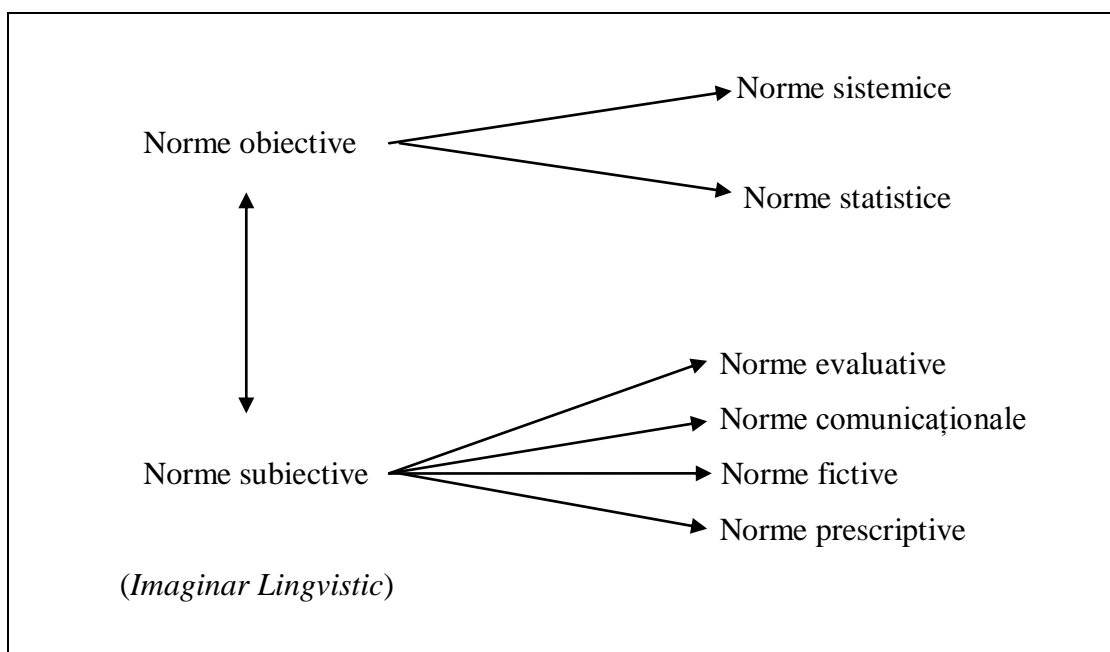 Norme sistemice
Norme obiective
Norme statistice
Norme evaluative
Norme comunicaționale
Norme subiective
Norme fictive
Norme prescriptive
(Imaginar Lingvistic)